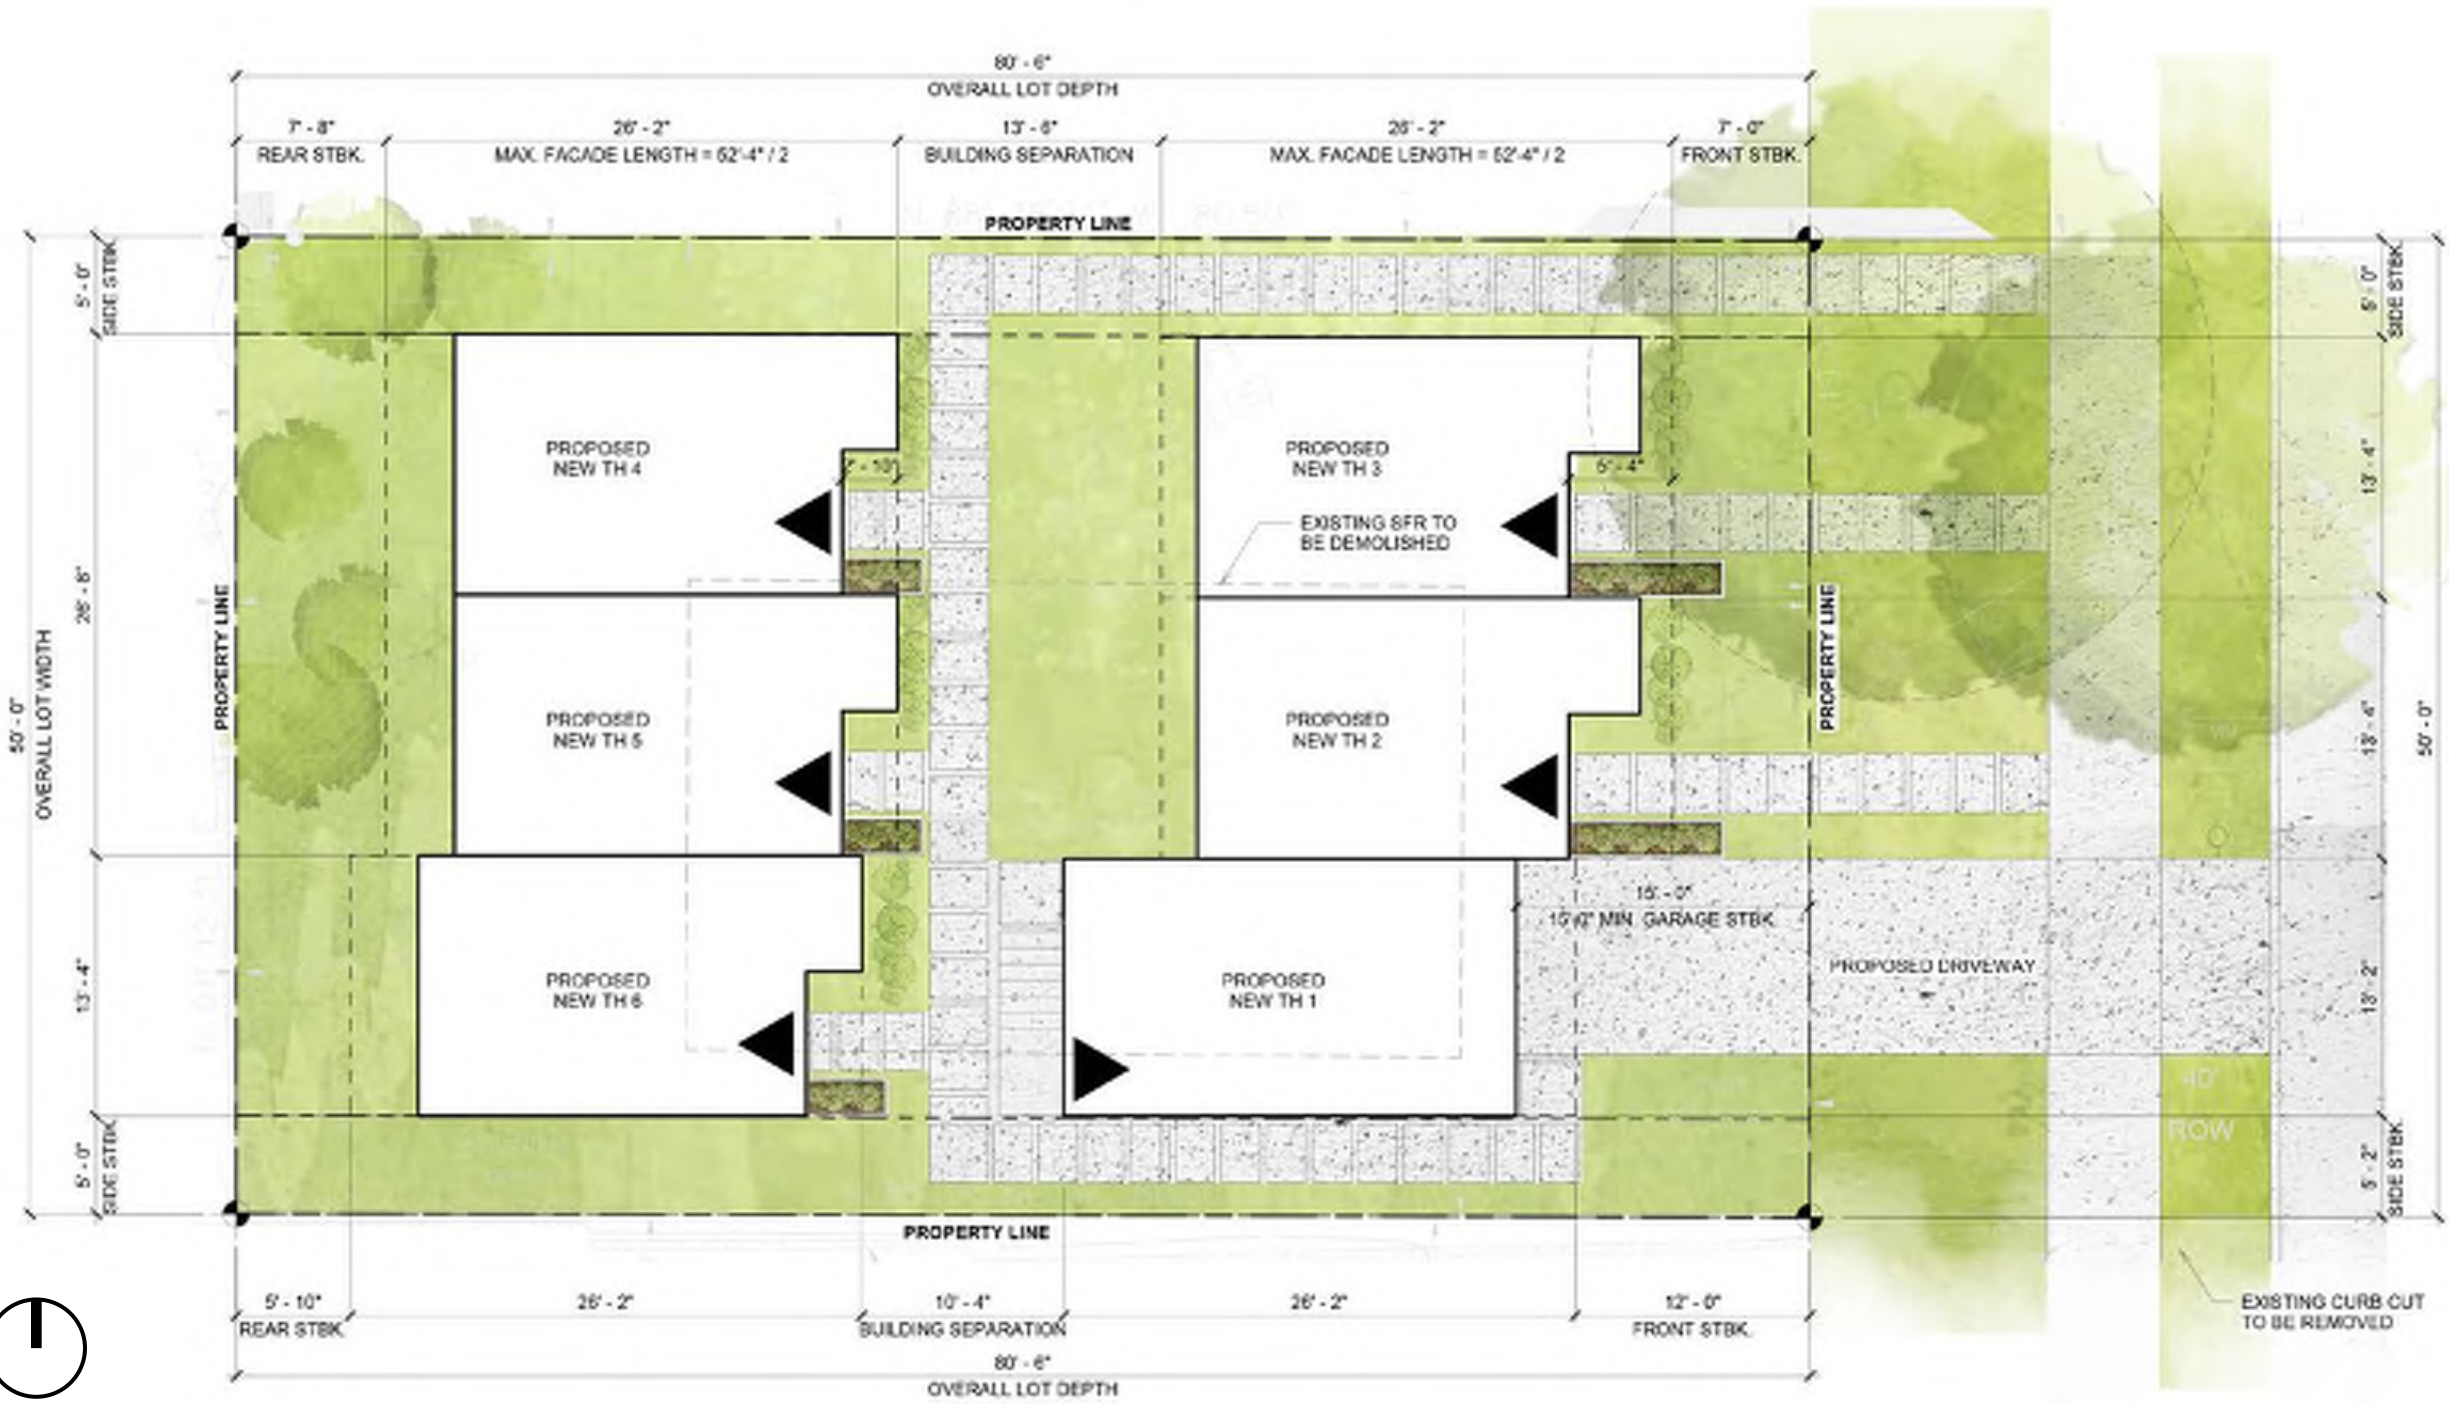 80' - 6"
OVERALL LOT DEPTH
7' - 8"
26' - 2"
13' - 6"
26' - 2"
7' - 0"
REAR STBK.
MAX. FACADE LENGTH = 52'-4" / 2
BUILDING SEPARATION
MAX. FACADE LENGTH = 52'-4" / 2
FRONT STBK.
PROPERTY LINE
5' - 0"
SIDE STBK.
5' - 0"
SIDE STBK.
PROPOSED
NEW TH 4
PROPOSED
NEW TH 3
5' - 4"
13' - 4"
EXISTING SFR TO
BE DEMOLISHED
26' - 8"
PROPERTY LINE
PROPERTY LINE
50' - 0"
OVERALL LOT WIDTH
PROPOSED
NEW TH 5
PROPOSED
NEW TH 2
13' - 4"
50' - 0"
15' - 0"
15'-0" MIN. GARAGE STBK.
PROPOSED DRIVEWAY
13' - 4"
PROPOSED
NEW TH 6
PROPOSED
NEW TH 1
13' - 2"
40'
ROW
5' - 0"
SIDE STBK.
5' - 2"
SIDE STBK.
PROPERTY LINE
5' - 10"
26' - 2"
10' - 4"
26' - 2"
12' - 0"
REAR STBK.
BUILDING SEPARATION
FRONT STBK.
EXISTING CURB CUT
TO BE REMOVED
80' - 6"
OVERALL LOT DEPTH